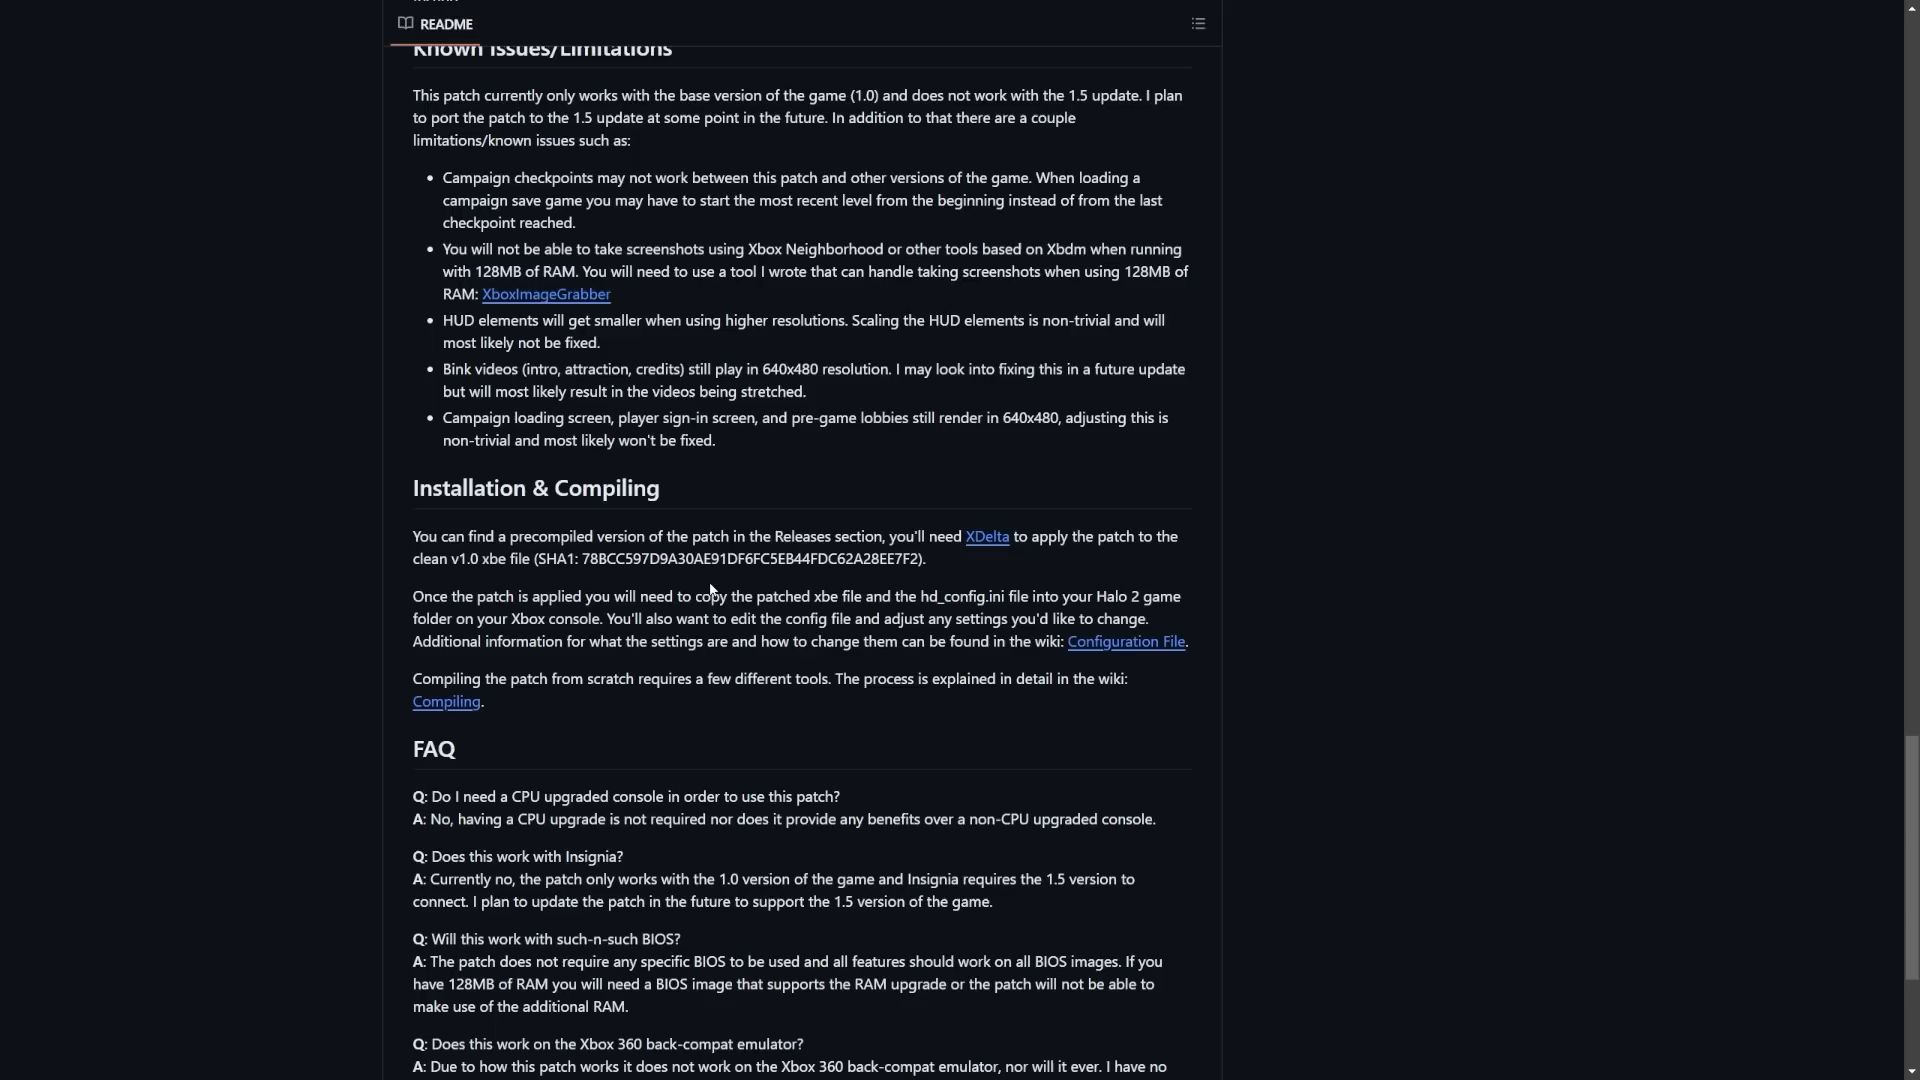 README
Known Issues/Limitations
This patch currently only works with the base version of the game (1.0) and does not work with the 1.5 update. I plan
to port the patch to the 1.5 update at some point in the future. In addition to that there are a couple
limitations/known issues such as:
• Campaign checkpoints may not work between this patch and other versions of the game. When loading a
campaign save game you may have to start the most recent level from the beginning instead of from the last
checkpoint reached.
• You will not be able to take screenshots using Xbox Neighborhood or other tools based on Xbdm when running
with 128MB of RAM. You will need to use a tool I wrote that can handle taking screenshots when using 128MB of
RAM: XboxImageGrabber
• HUD elements will get smaller when using higher resolutions. Scaling the HUD elements is non-trivial and will
most likely not be fixed.
• Bink videos (intro, attraction, credits) still play in 640x480 resolution. I may look into fixing this in a future update
but will most likely result in the videos being stretched.
• Campaign loading screen, player sign-in screen, and pre-game lobbies still render in 640x480, adjusting this is
non-trivial and most likely won't be fixed.
Installation & Compiling
You can find a precompiled version of the patch in the Releases section, you'll need XDelta to apply the patch to the
clean v1.0 xbe file (SHA1: 78BCC597D9A30AE91DF6FC5EB44FDC62A28EE7F2).
Once the patch is applied you will need to copy the patched xbe file and the hd_config.ini file into your Halo 2 game
folder on your Xbox console. You'll also want to edit the config file and adjust any settings you'd like to change.
Additional information for what the settings are and how to change them can be found in the wiki: Configuration File.
Compiling the patch from scratch requires a few different tools. The process is explained in detail in the wiki:
Compiling.
FAQ
Q: Do I need a CPU upgraded console in order to use this patch?
A: No, having a CPU upgrade is not required nor does it provide any benefits over a non-CPU upgraded console.
Q: Does this work with Insignia?
A: Currently no, the patch only works with the 1.0 version of the game and Insignia requires the 1.5 version to
connect. I plan to update the patch in the future to support the 1.5 version of the game.
Q: Will this work with such-n-such BIOS?
A: The patch does not require any specific BIOS to be used and all features should work on all BIOS images. If you
have 128MB of RAM you will need a BIOS image that supports the RAM upgrade or the patch will not be able to
make use of the additional RAM.
Q: Does this work on the Xbox 360 back-compat emulator?
A: Due to how this patch works it does not work on the Xbox 360 back-compat emulator, nor will it ever. I have no